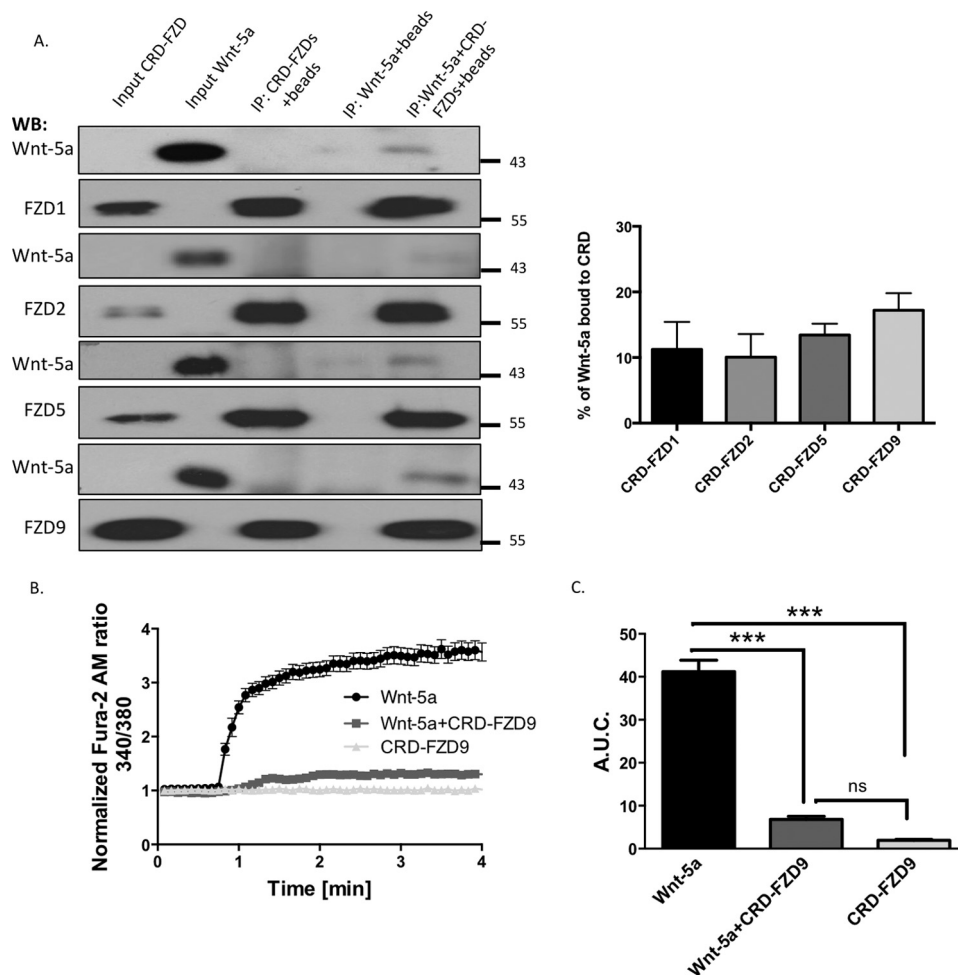 A.
Input CRD-FZD
Input Wnt-5a
IP: CRD-FZDs
+beads
IP: Wnt-5a+beads
IP:Wnt-5a+CRD-
FZDs+beads
WB:
Wnt-5a
43
FZD1
55
Wnt-5a
43
FZD2
55
Wnt-5a
43
FZD5
55
Wnt-5a
43
FZD9
55
% of Wnt-5a boud to CRD
30
20
10
0
CRD-FZD1
CRD-FZD2
CRD-FZD5
CRD-FZD9
B.
Normalized Fura-2 AM ratio
340/380
4
3
2
1
0
0
1
2
3
4
Time [min]
Wnt-5a
Wnt-5a+CRD-FZD9
CRD-FZD9
C.
A.U.C.
50
40
30
20
10
0
***
***
ns
Wnt-5a
Wnt-5a+CRD-FZD9
CRD-FZD9